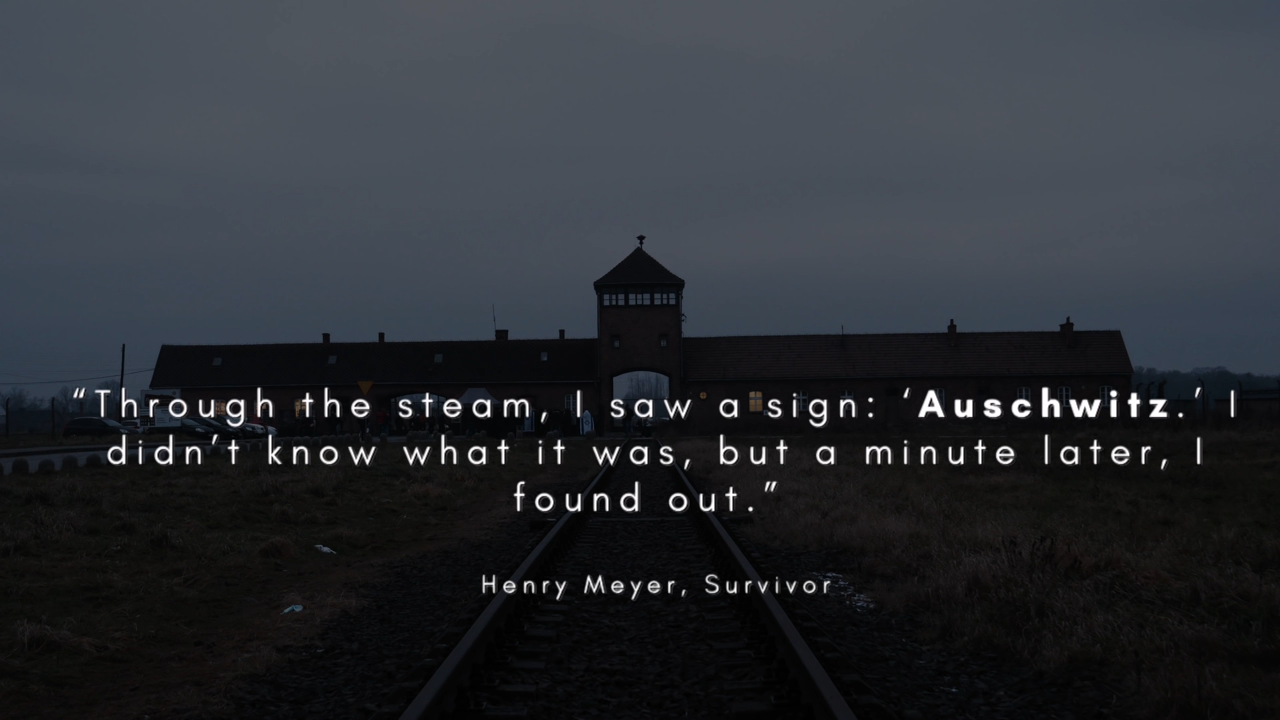 “Through the steam, I saw a sign: ‘Auschwitz.’ I
didn’t know what it was, but a minute later, I
found out.”
Henry Meyer, Survivor